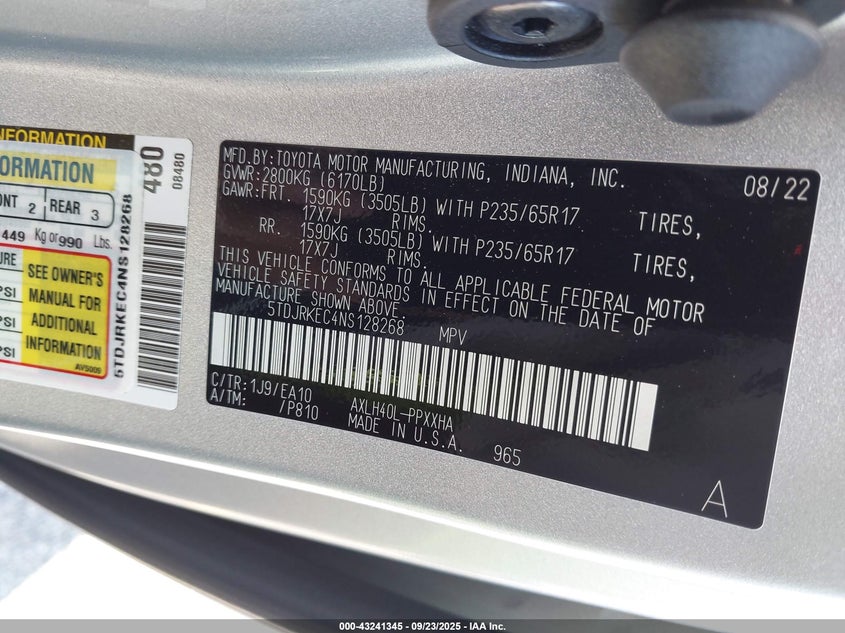 INFORMATION
ORMATION
ONT 2 REAR 3
449 Kg or 990 Lbs.
URE
PSI
PSI
PSI
SEE OWNER'S
MANUAL FOR
ADDITIONAL
INFORMATION
AVS009
5TDJRKEC4NS128268
480
08480
MFD.BY:TOYOTA MOTOR MANUFACTURING, INDIANA, INC. 08/22
GVWR:2800KG (6170LB)
GAWR:FRT. 1590KG (3505LB) WITH P235/65R17 TIRES,
17X7J RIMS.
RR. 1590KG (3505LB) WITH P235/65R17 TIRES,
17X7J RIMS.
THIS VEHICLE CONFORMS TO ALL APPLICABLE FEDERAL MOTOR
VEHICLE SAFETY STANDARDS IN EFFECT ON THE DATE OF
MANUFACTURE SHOWN ABOVE.
5TDJRKEC4NS128268 MPV
C/TR:1J9/EA10
A/TM: /P810
AXLH40L-PPXXHA
MADE IN U.S.A. 965
A
000-43241345 — 09/23/2025 — IAA Inc.